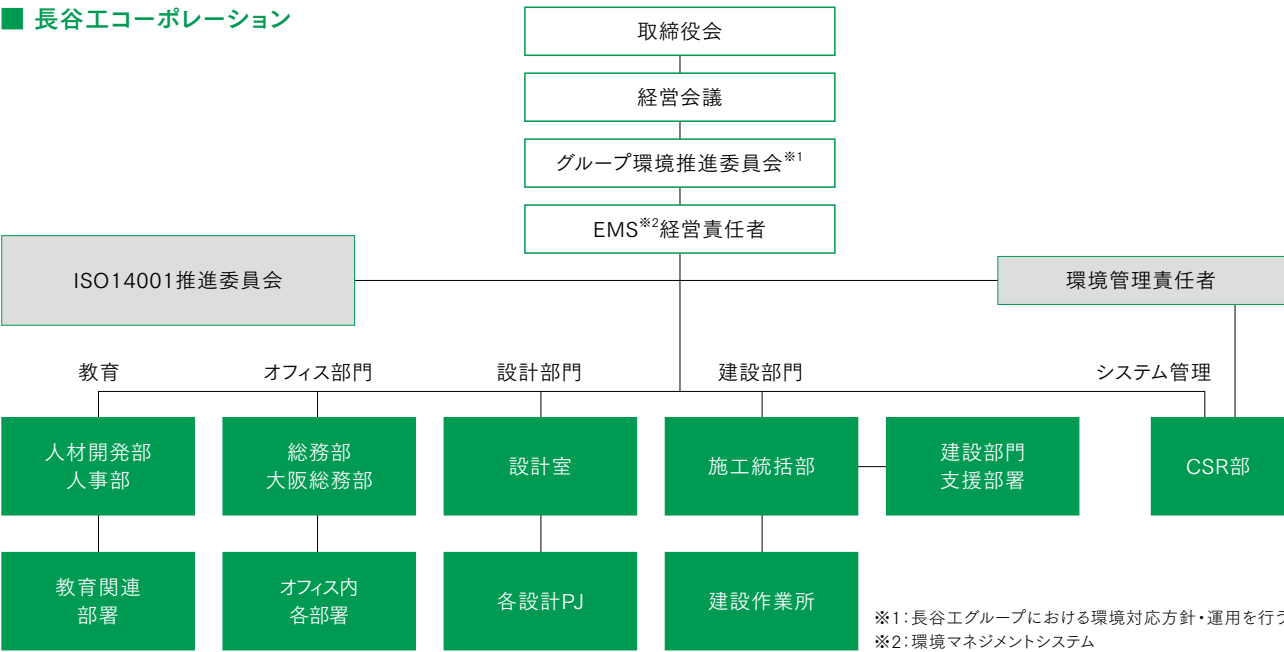 ■ 長谷工コーポレーション
取締役会
経営会議
グループ環境推進委員会※1
EMS※2経営責任者
ISO14001推進委員会
環境管理責任者
教育
オフィス部門
設計部門
建設部門
システム管理
人材開発部
人事部
総務部
大阪総務部
設計室
施工統括部
建設部門
支援部署
CSR部
教育関連
部署
オフィス内
各部署
各設計PJ
建設作業所
※1:長谷工グループにおける環境対応方針・運用を行う
※2:環境マネジメントシステム